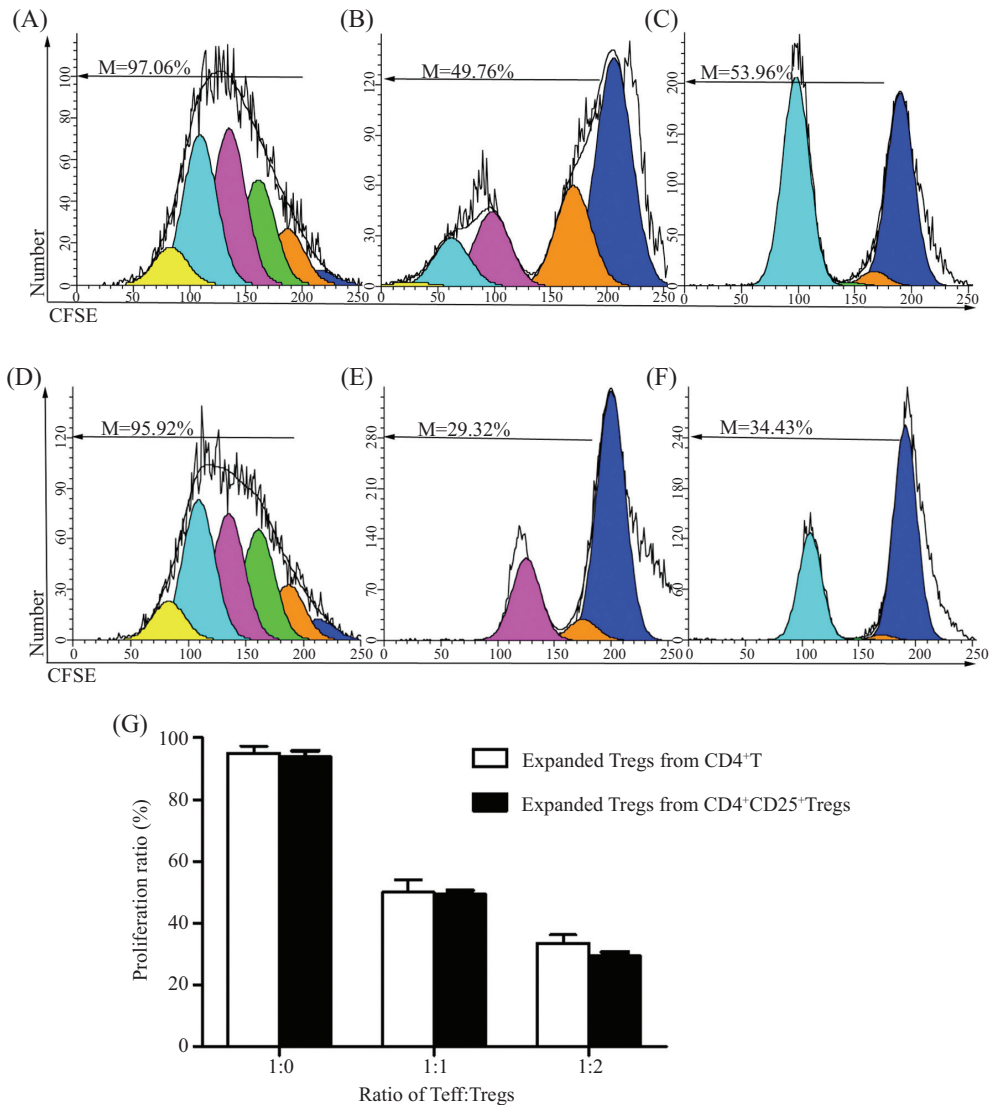 (A)
M=97.06%
100
80
60
40
20
0
Number
0 50 100 150 200 250
CFSE
(B)
M=49.76%
120
90
60
30
0
0 50 100 150 200 250
(C)
M=53.96%
200
150
100
50
0
50 100 150 200 250
(D)
M=95.92%
120
90
60
30
0
Number
0 50 100 150 200 250
CFSE
(E)
M=29.32%
280
210
140
70
0
0 50 100 150 200 250
(F)
M=34.43%
240
180
120
60
0
0 50 100 150 200 250
(G)
100
80
60
40
20
0
Proliferation ratio (%)
Expanded Tregs from CD4⁺T
Expanded Tregs from CD4⁺CD25⁺Tregs
1:0 1:1 1:2
Ratio of Teff:Tregs